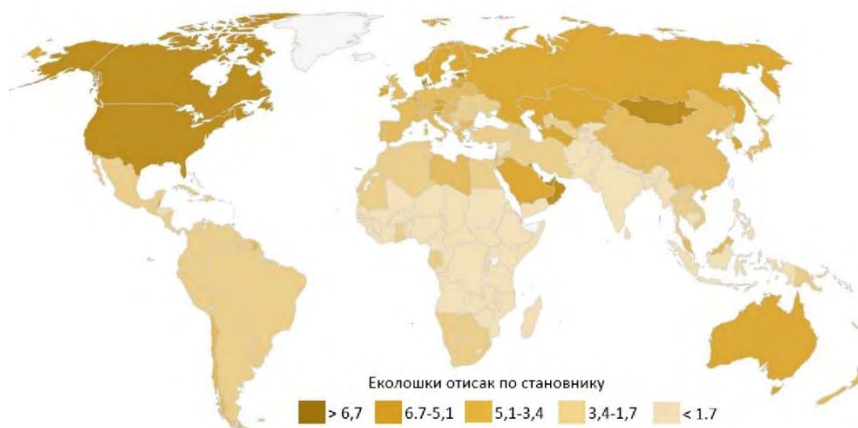 Еколошки отисак по становнику
> 6,7 6.7-5,1 5,1-3,4 3,4-1,7 < 1.7